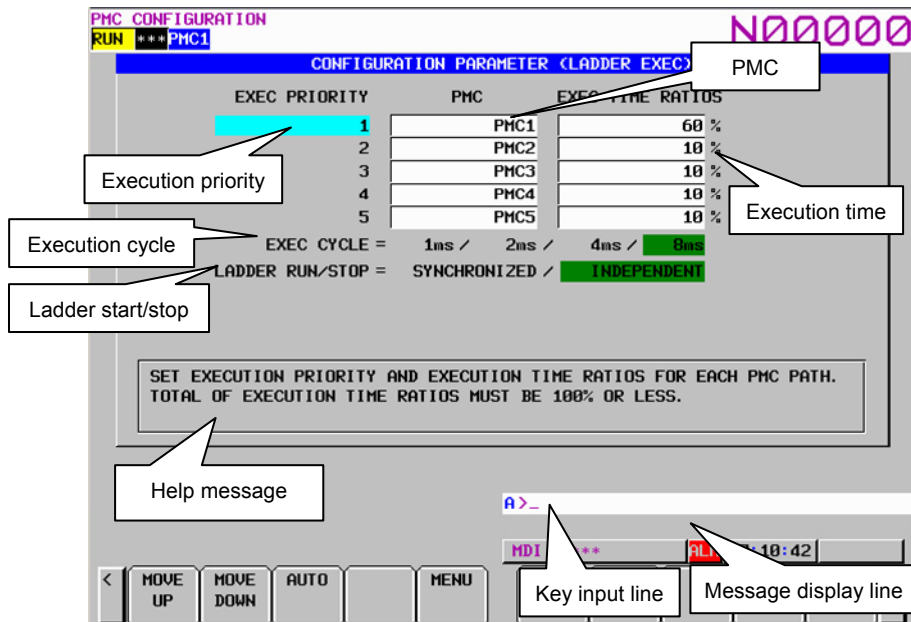 PMC CONFIGURATION
RUN ***PMC1
N00000
CONFIGURATION PARAMETER (LADDER EXEC)
PMC
EXEC PRIORITY PMC EXEC TIME RATIOS
1 PMC1 60 %
2 PMC2 10 %
3 PMC3 10 %
4 PMC4 10 %
5 PMC5 10 %
Execution priority
Execution time
Execution cycle
EXEC CYCLE = 1ms / 2ms / 4ms / 8ms
LADDER RUN/STOP = SYNCHRONIZED / INDEPENDENT
Ladder start/stop
SET EXECUTION PRIORITY AND EXECUTION TIME RATIOS FOR EACH PMC PATH.
TOTAL OF EXECUTION TIME RATIOS MUST BE 100% OR LESS.
Help message
A>_
MDI **
:10:42
< MOVE UP MOVE DOWN AUTO MENU
Key input line
Message display line